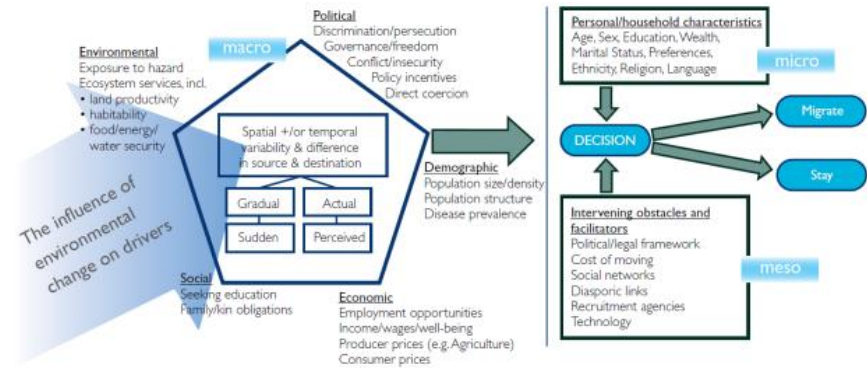 Political
Discrimination/persecution
Governance/freedom
Conflict/insecurity
Policy incentives
Direct coercion
macro
Environmental
Exposure to hazard
Ecosystem services, incl.
• land productivity
• habitability
• food/energy/
water security
The influence of
environmental
change on drivers
Spatial +/or temporal
variability & difference
in source & destination
Gradual
Actual
Sudden
Perceived
Demographic
Population size/density
Population structure
Disease prevalence
Social
Seeking education
Family/kin obligations
Economic
Employment opportunities
Income/wages/well-being
Producer prices (e.g. Agriculture)
Consumer prices
Personal/household characteristics
Age, Sex, Education, Wealth,
Marital Status, Preferences,
Ethnicity, Religion, Language
micro
DECISION
Migrate
Stay
Intervening obstacles and
facilitators
Political/legal framework
Cost of moving
Social networks
Diasporic links
Recruitment agencies
Technology
meso